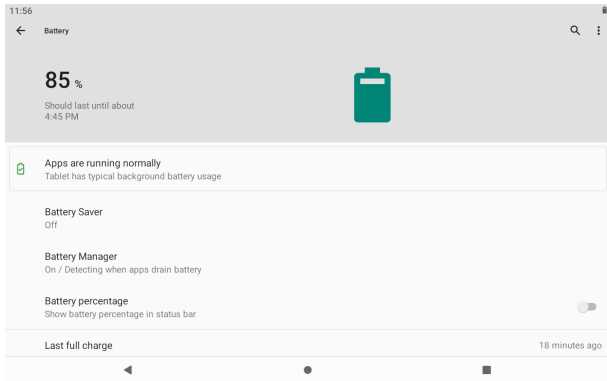 11:56
Battery
85 %
Should last until about
4:45 PM
Apps are running normally
Tablet has typical background battery usage
Battery Saver
Off
Battery Manager
On / Detecting when apps drain battery
Battery percentage
Show battery percentage in status bar
Last full charge
18 minutes ago